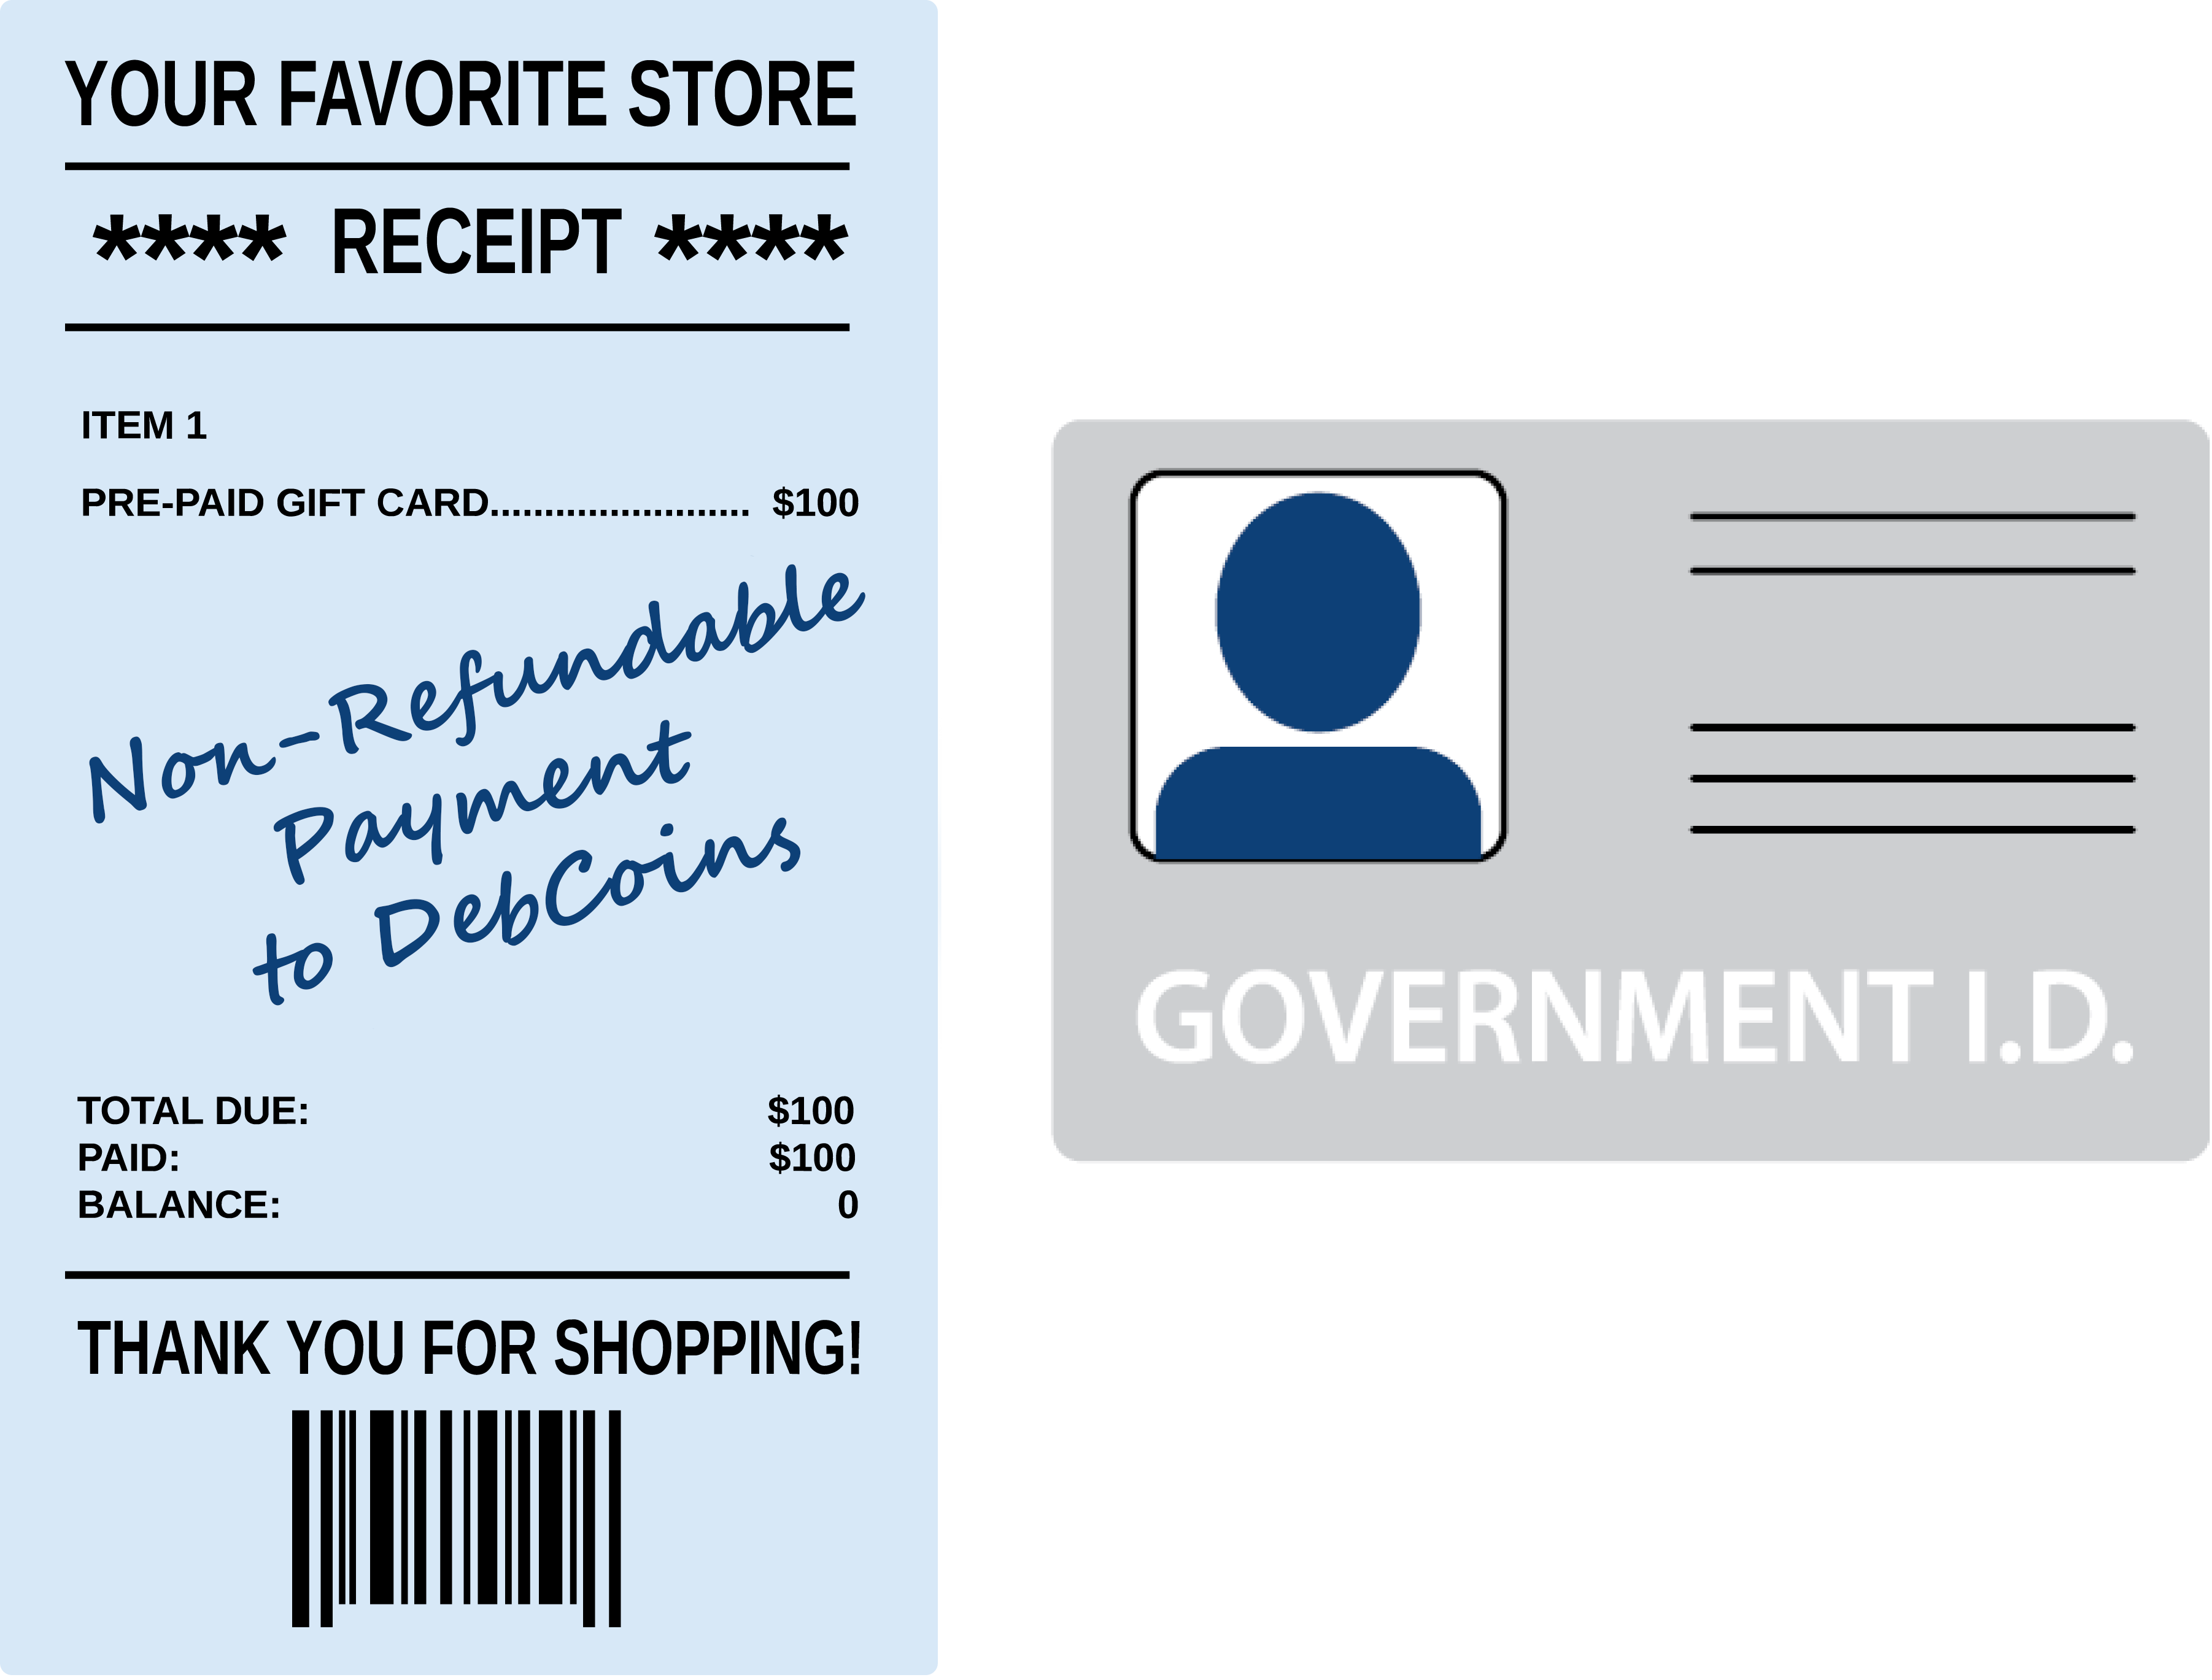 YOUR FAVORITE STORE
**** RECEIPT ****
ITEM 1
PRE-PAID GIFT CARD........................ $100
Non-Refundable
Payment
to DebCoins
TOTAL DUE: $100
PAID: $100
BALANCE: 0
THANK YOU FOR SHOPPING!
GOVERNMENT I.D.